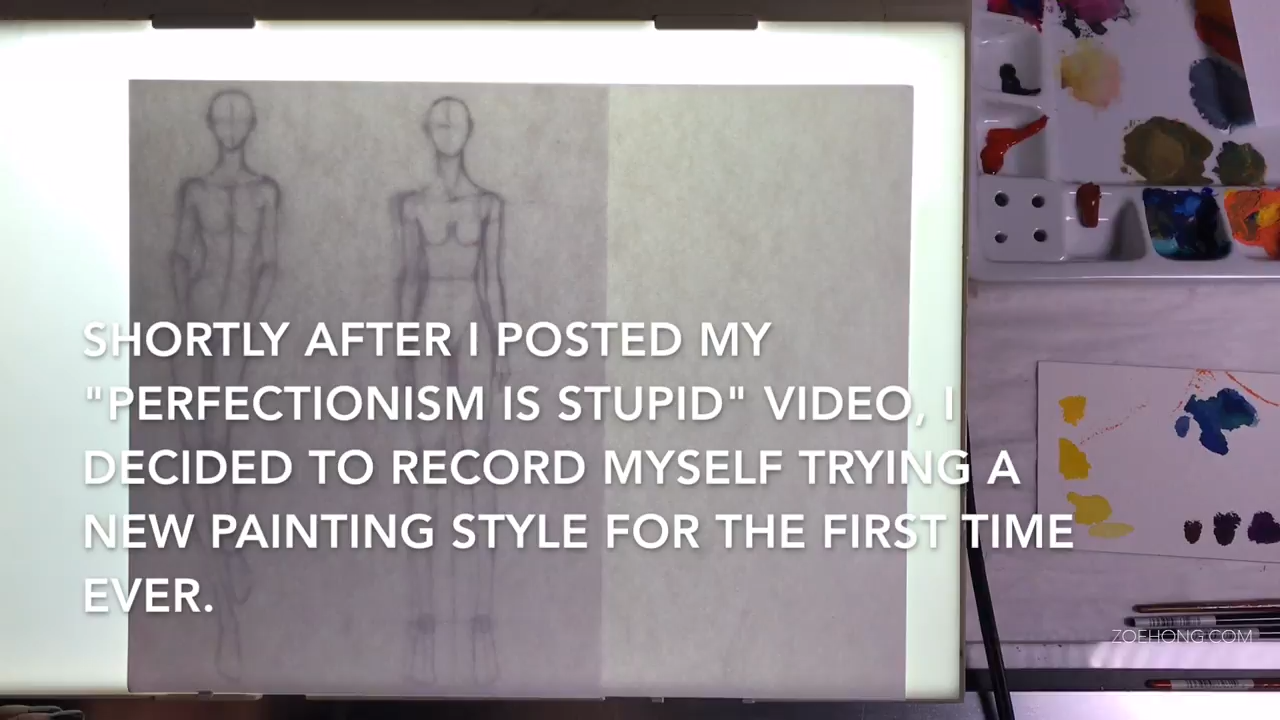 SHORTLY AFTER I POSTED MY
"PERFECTIONISM IS STUPID" VIDEO, I
DECIDED TO RECORD MYSELF TRYING A
NEW PAINTING STYLE FOR THE FIRST TIME
EVER.
ZOEHONG.COM